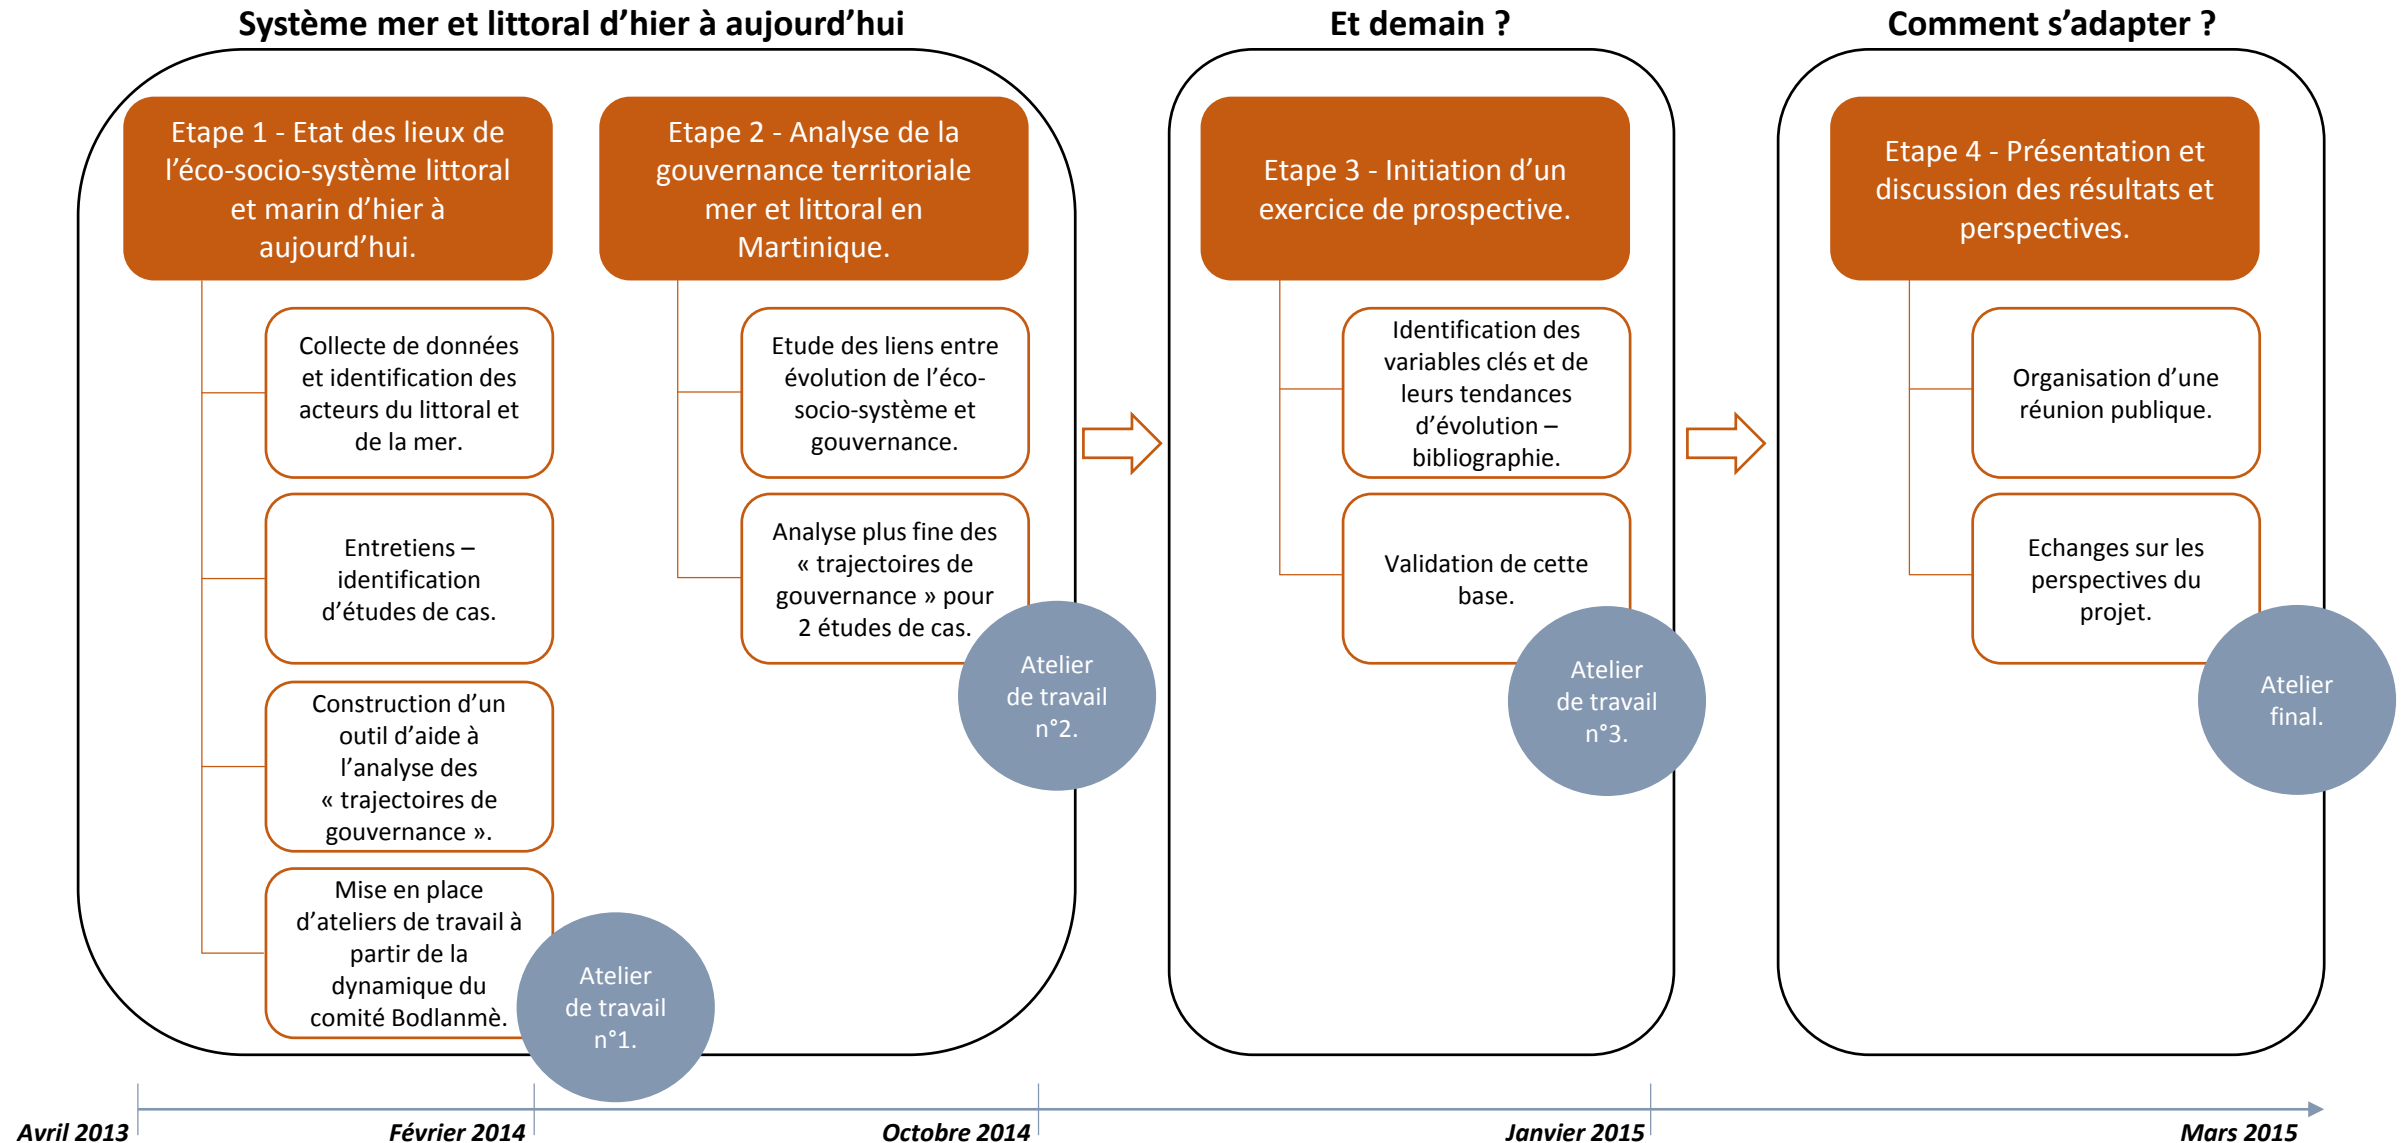 Système mer et littoral d’hier à aujourd’hui
Etape 1 - Etat des lieux de
l’éco-socio-système littoral
et marin d’hier à
aujourd’hui.
Collecte de données
et identification des
acteurs du littoral et
de la mer.
Entretiens –
identification
d’études de cas.
Construction d’un
outil d’aide à
l’analyse des
« trajectoires de
gouvernance ».
Mise en place
d’ateliers de travail à
partir de la
dynamique du
comité Bodlanmè.
Atelier
de travail
n°1.
Etape 2 - Analyse de la
gouvernance territoriale
mer et littoral en
Martinique.
Etude des liens entre
évolution de l’éco-
socio-système et
gouvernance.
Analyse plus fine des
« trajectoires de
gouvernance » pour
2 études de cas.
Atelier
de travail
n°2.
Et demain ?
Etape 3 - Initiation d’un
exercice de prospective.
Identification des
variables clés et de
leurs tendances
d’évolution –
bibliographie.
Validation de cette
base.
Atelier
de travail
n°3.
Comment s’adapter ?
Etape 4 - Présentation et
discussion des résultats et
perspectives.
Organisation d’une
réunion publique.
Echanges sur les
perspectives du
projet.
Atelier
final.
Avril 2013
Février 2014
Octobre 2014
Janvier 2015
Mars 2015